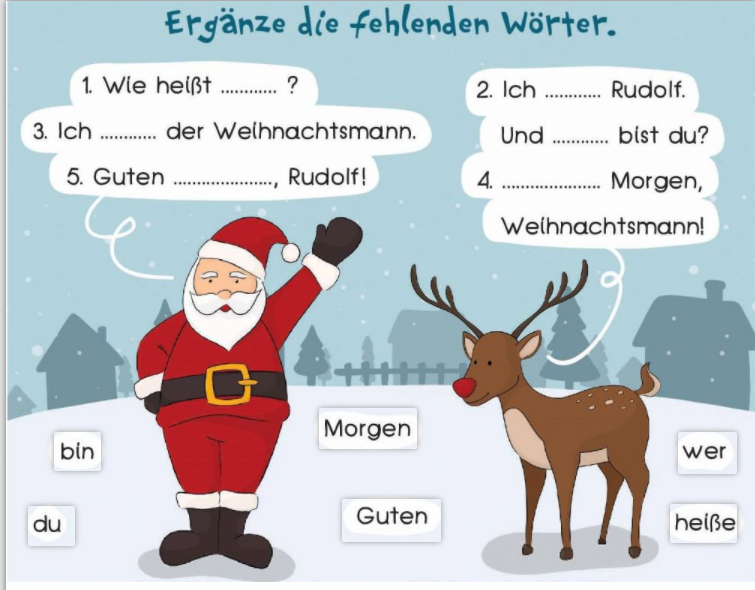 Ergänze die fehlenden Wörter.
1. Wie heißt ............ ?
2. Ich ............ Rudolf.
Und ............ bist du?
3. Ich ............ der Weihnachtsmann.
4. ..................... Morgen,
Weihnachtsmann!
5. Guten ....................., Rudolf!
bin
Morgen
wer
du
Guten
heiße